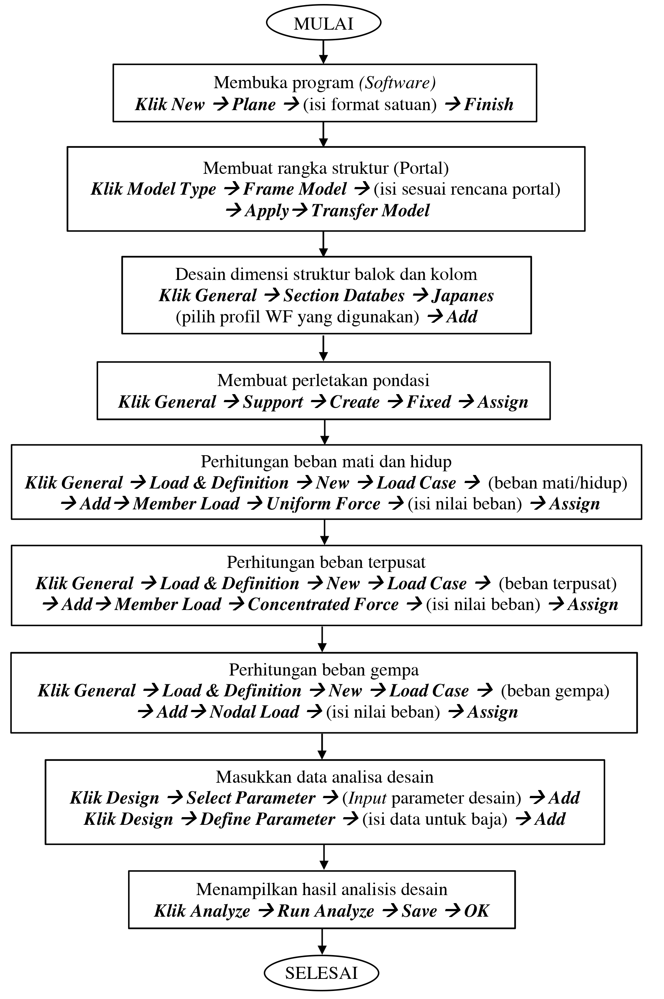 MULAI
Membuka program (Software)
Klik New → Plane → (isi format satuan) → Finish
Membuat rangka struktur (Portal)
Klik Model Type → Frame Model → (isi sesuai rencana portal)
→ Apply → Transfer Model
Desain dimensi struktur balok dan kolom
Klik General → Section Databes → Japanes
(pilih profil WF yang digunakan) → Add
Membuat perletakan pondasi
Klik General → Support → Create → Fixed → Assign
Perhitungan beban mati dan hidup
Klik General → Load & Definition → New → Load Case → (beban mati/hidup)
→ Add → Member Load → Uniform Force → (isi nilai beban) → Assign
Perhitungan beban terpusat
Klik General → Load & Definition → New → Load Case → (beban terpusat)
→ Add → Member Load → Concentrated Force → (isi nilai beban) → Assign
Perhitungan beban gempa
Klik General → Load & Definition → New → Load Case → (beban gempa)
→ Add → Nodal Load → (isi nilai beban) → Assign
Masukkan data analisa desain
Klik Design → Select Parameter → (Input parameter desain) → Add
Klik Design → Define Parameter → (isi data untuk baja) → Add
Menampilkan hasil analisis desain
Klik Analyze → Run Analyze → Save → OK
SELESAI